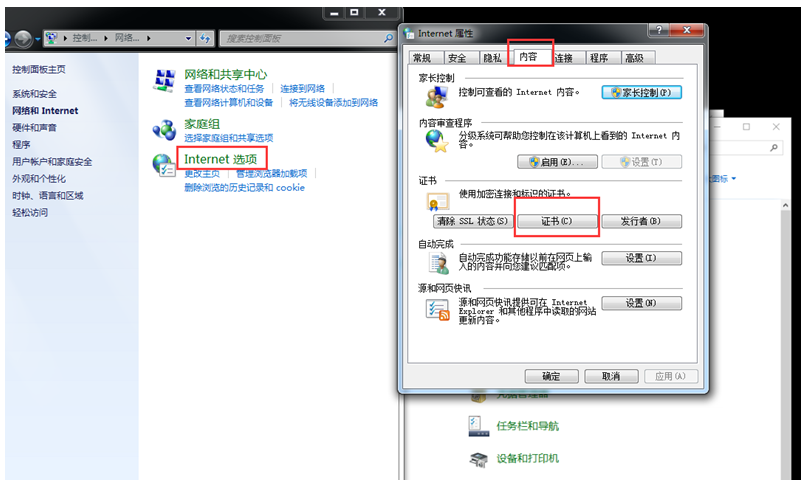 控制... 网络...
搜索控制面板
控制面板主页
系统和安全
网络和 Internet
硬件和声音
程序
用户帐户和家庭安全
外观和个性化
时钟、语言和区域
轻松访问
网络和共享中心
查看网络状态和任务 连接到网络
查看网络计算机和设备 将无线设备添加到网络
家庭组
选择家庭组和共享选项
Internet 选项
更改主页 管理浏览器加载项
删除浏览的历史记录和 cookie
Internet 属性
常规 安全 隐私 内容 连接 程序 高级
家长控制
控制可查看的 Internet 内容。
家长控制(P)
内容审查程序
分级系统可帮助您控制在该计算机上看到的 Internet 内
容。
启用(E)... 设置(T)
证书
使用加密连接和标识的证书。
清除 SSL 状态(S) 证书(C) 发行者(B)
自动完成
自动完成功能存储以前在网页上输
入的内容并向您建议匹配项。
设置(I)
源和网页快讯
源和网页快讯提供可在 Internet
Explorer 和其他程序中读取的网站
更新内容。
设置(N)
确定 取消 应用(A)
图标
任务栏和导航
设备和打印机